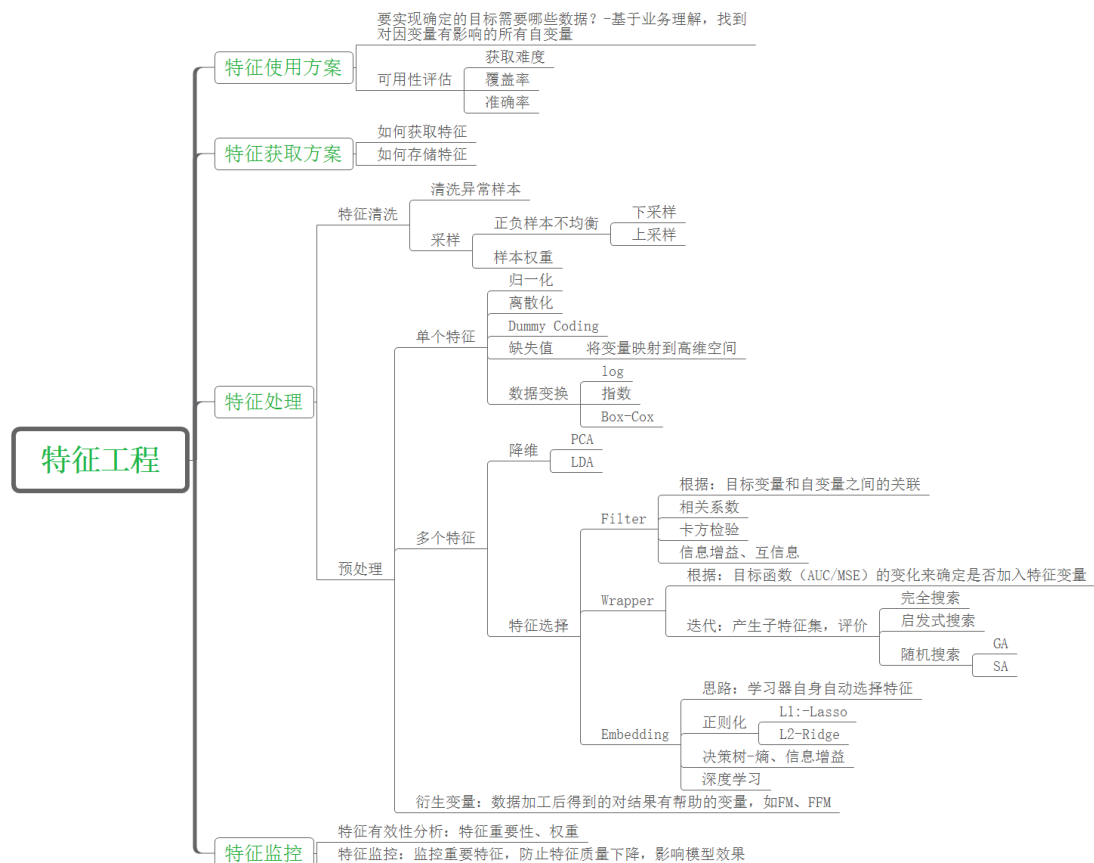 要实现确定的目标需要哪些数据？-基于业务理解，找到
对因变量有影响的所有自变量
特征使用方案
获取难度
可用性评估
覆盖率
准确率
如何获取特征
特征获取方案
如何存储特征
清洗异常样本
特征清洗
下采样
正负样本不均衡
上采样
采样
样本权重
归一化
离散化
Dummy Coding
单个特征
缺失值
将变量映射到高维空间
log
数据变换
指数
Box-Cox
特征处理
特征工程
PCA
降维
LDA
根据：目标变量和自变量之间的关联
相关系数
Filter
卡方检验
信息增益、互信息
多个特征
预处理
根据：目标函数（AUC/MSE）的变化来确定是否加入特征变量
Wrapper
完全搜索
迭代：产生子特征集，评价
启发式搜索
特征选择
随机搜索
GA
SA
思路：学习器自身自动选择特征
L1:-Lasso
正则化
L2-Ridge
Embedding
决策树-熵、信息增益
深度学习
衍生变量：数据加工后得到的对结果有帮助的变量，如FM、FFM
特征有效性分析：特征重要性、权重
特征监控
特征监控：监控重要特征，防止特征质量下降，影响模型效果